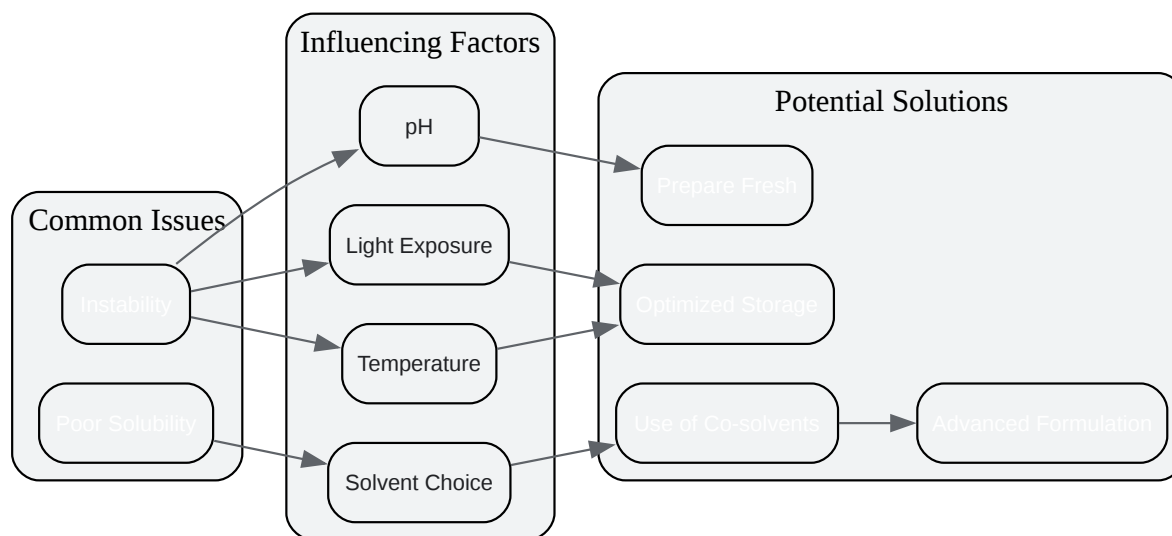 Influencing Factors
Potential Solutions
Common Issues
pH
Prepare Fresh
Light Exposure
Instability
Optimized Storage
Temperature
Poor Solubility
Use of Co-solvents
Advanced Formulation
Solvent Choice